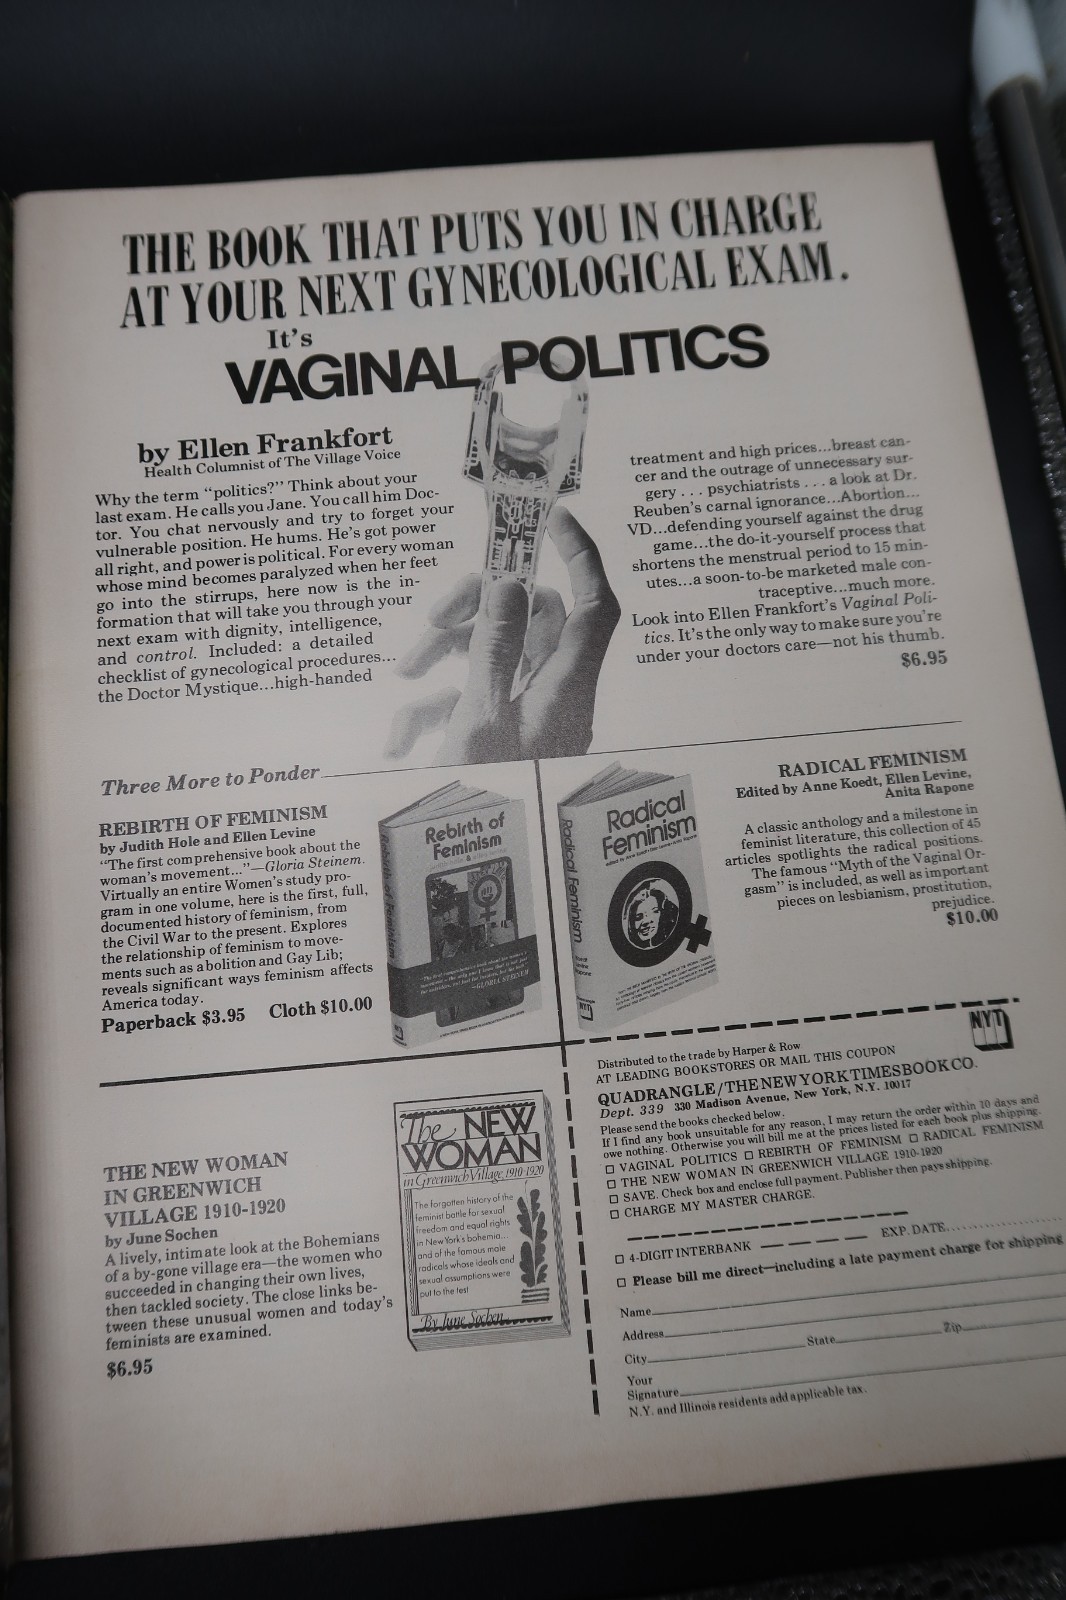 THE BOOK THAT PUTS YOU IN CHARGE
AT YOUR NEXT GYNECOLOGICAL EXAM.
It's
VAGINAL POLITICS
by Ellen Frankfort
Health Columnist of The Village Voice
Why the term "politics?" Think about your
last exam. He calls you Jane. You call him Doc-
tor. You chat nervously and try to forget your
vulnerable position. He hums. He's got power
all right, and power is political. For every woman
whose mind becomes paralyzed when her feet
go into the stirrups, here now is the in-
formation that will take you through your
next exam with dignity, intelligence,
and control. Included: a detailed
checklist of gynecological procedures...
the Doctor Mystique...high-handed
treatment and high prices...breast can-
cer and the outrage of unnecessary sur-
gery . . . psychiatrists . . . a look at Dr.
Reuben's carnal ignorance...Abortion...
VD...defending yourself against the drug
game...the do-it-yourself process that
shortens the menstrual period to 15 min-
utes...a soon-to-be marketed male con-
traceptive...much more.
Look into Ellen Frankfort's Vaginal Poli-
tics. It's the only way to make sure you're
under your doctors care—not his thumb.
$6.95
Three More to Ponder
REBIRTH OF FEMINISM
by Judith Hole and Ellen Levine
"The first comprehensive book about the
woman's movement..."—Gloria Steinem.
Virtually an entire Women's study pro-
gram in one volume, here is the first, full,
documented history of feminism, from
the Civil War to the present. Explores
the relationship of feminism to move-
ments such as abolition and Gay Lib;
reveals significant ways feminism affects
America today.
Paperback $3.95 Cloth $10.00
Rebirth of Feminism
Rebirth of
Feminism
—GLORIA STEINEM
Radical Feminism
Koedt
Levine
Rapone
NYT
Radical
Feminism
RADICAL FEMINISM
Edited by Anne Koedt, Ellen Levine,
Anita Rapone
A classic anthology and a milestone in
feminist literature, this collection of 45
articles spotlights the radical positions.
The famous "Myth of the Vaginal Or-
gasm" is included, as well as important
pieces on lesbianism, prostitution,
prejudice.
$10.00
THE NEW WOMAN
IN GREENWICH
VILLAGE 1910-1920
by June Sochen
A lively, intimate look at the Bohemians
of a by-gone village era—the women who
succeeded in changing their own lives,
then tackled society. The close links be-
tween these unusual women and today's
feminists are examined.
$6.95
The NEW
WOMAN
in Greenwich Village 1910-1920
The forgotten history of the
feminist battle for sexual
freedom and equal rights
in New York's bohemia...
and of the famous male
radicals whose ideals and
sexual assumptions were
put to the test
By June Sochen
NYT
Distributed to the trade by Harper & Row
AT LEADING BOOKSTORES OR MAIL THIS COUPON
QUADRANGLE/THE NEW YORK TIMES BOOK CO.
Dept. 339 330 Madison Avenue, New York, N.Y. 10017
Please send the books checked below.
If I find any book unsuitable for any reason, I may return the order within 10 days and
owe nothing. Otherwise you will bill me at the prices listed for each book plus shipping.
□ VAGINAL POLITICS □ REBIRTH OF FEMINISM □ RADICAL FEMINISM
□ THE NEW WOMAN IN GREENWICH VILLAGE 1910-1920
□ SAVE. Check box and enclose full payment. Publisher then pays shipping.
□ CHARGE MY MASTER CHARGE.
EXP. DATE
□ 4-DIGIT INTERBANK
□ Please bill me direct—including a late payment charge for shipping
Name
Address
City State Zip
Your
Signature
N.Y. and Illinois residents add applicable tax.